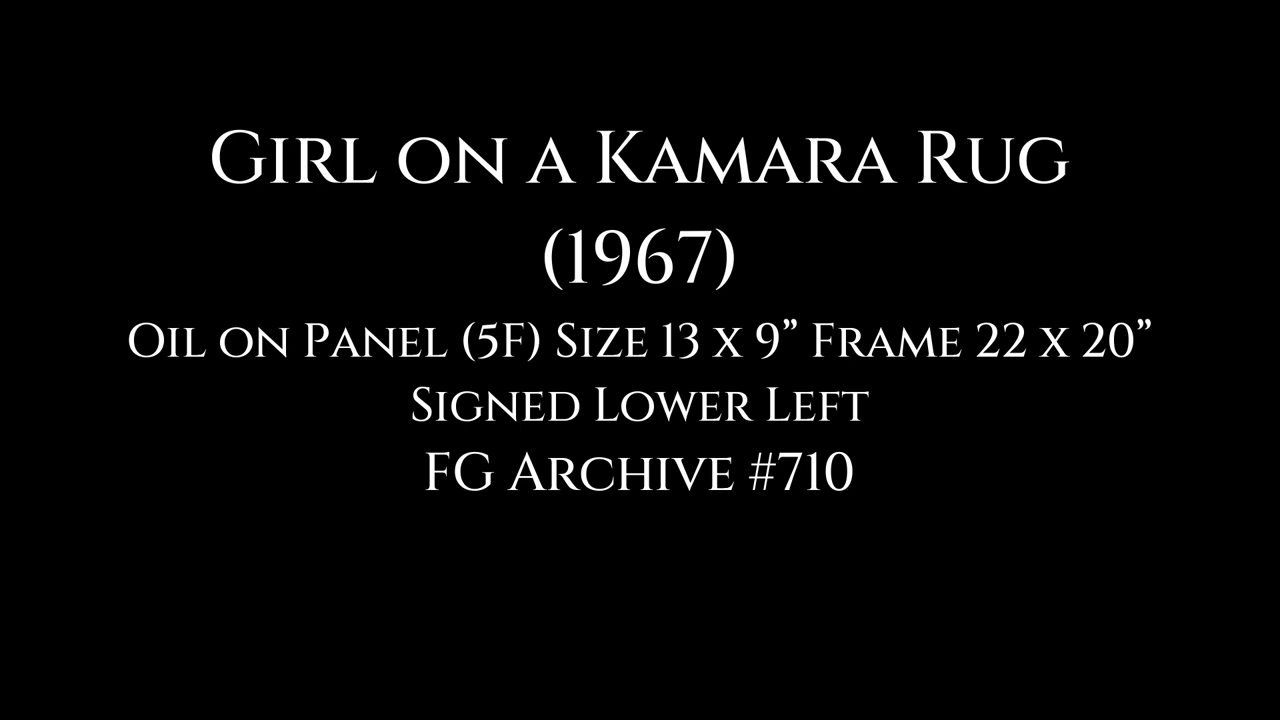 Girl on a Kamara Rug
(1967)
Oil on Panel (5F) Size 13 x 9” Frame 22 x 20”
Signed Lower Left
FG Archive #710